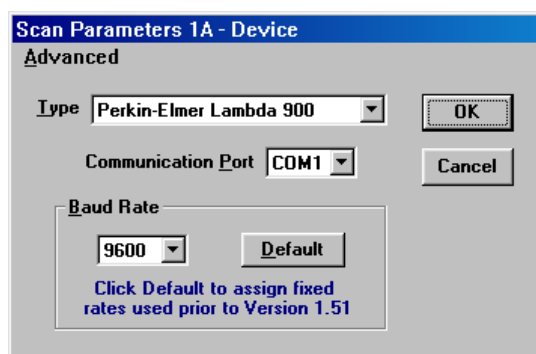 Scan Parameters 1A - Device
Advanced
Type Perkin-Elmer Lambda 900 OK
Communication Port COM1 Cancel
Baud Rate
9600 Default
Click Default to assign fixed
rates used prior to Version 1.51